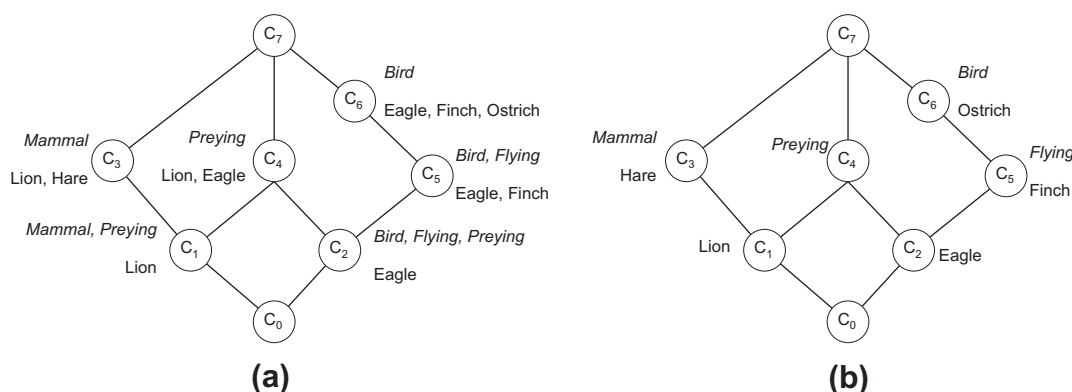 C7
Bird
C6
Eagle, Finch, Ostrich
Mammal
C3
Lion, Hare
Preying
C4
Lion, Eagle
Bird, Flying
C5
Eagle, Finch
Mammal, Preying
C1
Lion
Bird, Flying, Preying
C2
Eagle
C0
(a)
C7
Bird
C6
Ostrich
Mammal
C3
Hare
Preying
C4
Flying
C5
Finch
Lion
C1
C2
Eagle
C0
(b)